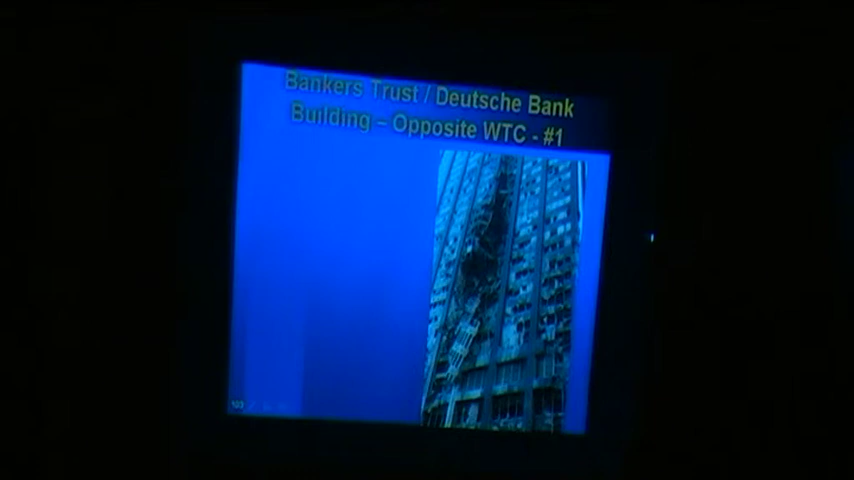 Bankers Trust / Deutsche Bank
Building – Opposite WTC - #1